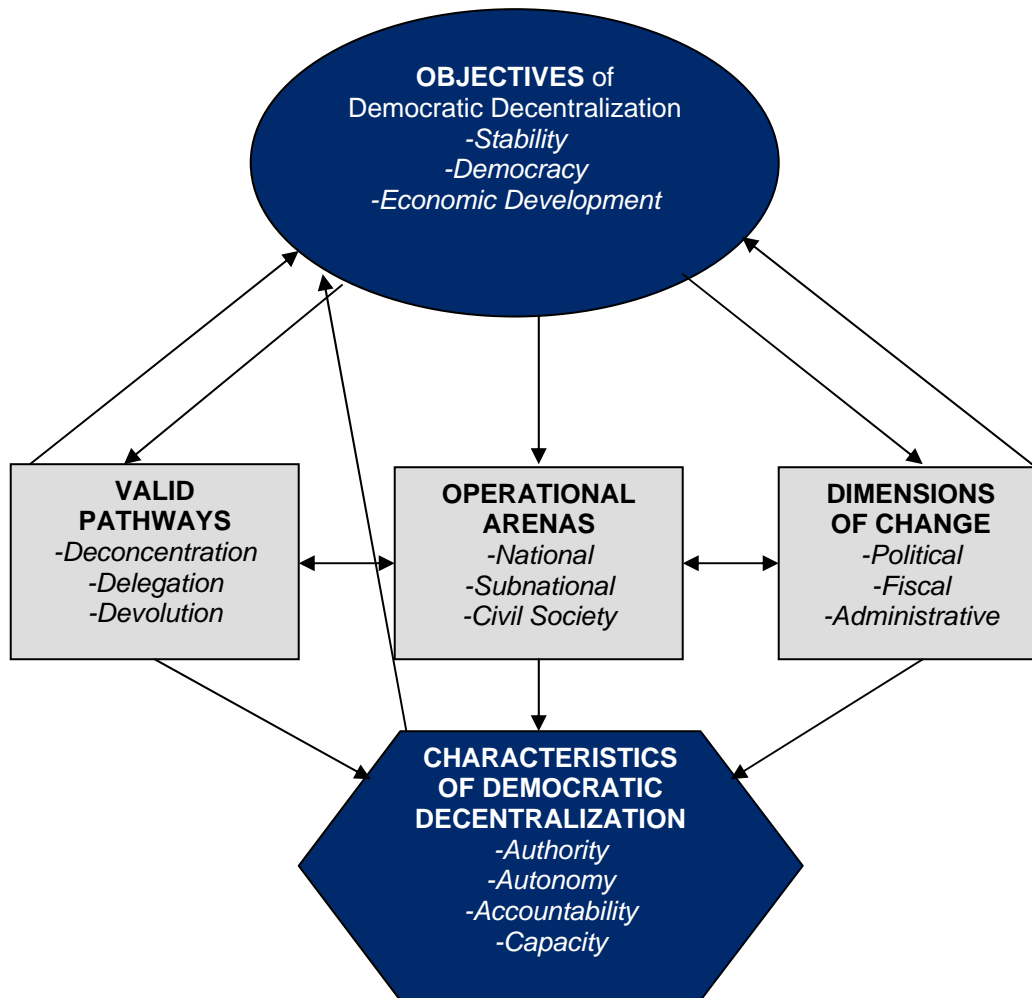 OBJECTIVES of
Democratic Decentralization
-Stability
-Democracy
-Economic Development
VALID
PATHWAYS
-Deconcentration
-Delegation
-Devolution
OPERATIONAL
ARENAS
-National
-Subnational
-Civil Society
DIMENSIONS
OF CHANGE
-Political
-Fiscal
-Administrative
CHARACTERISTICS
OF DEMOCRATIC
DECENTRALIZATION
-Authority
-Autonomy
-Accountability
-Capacity